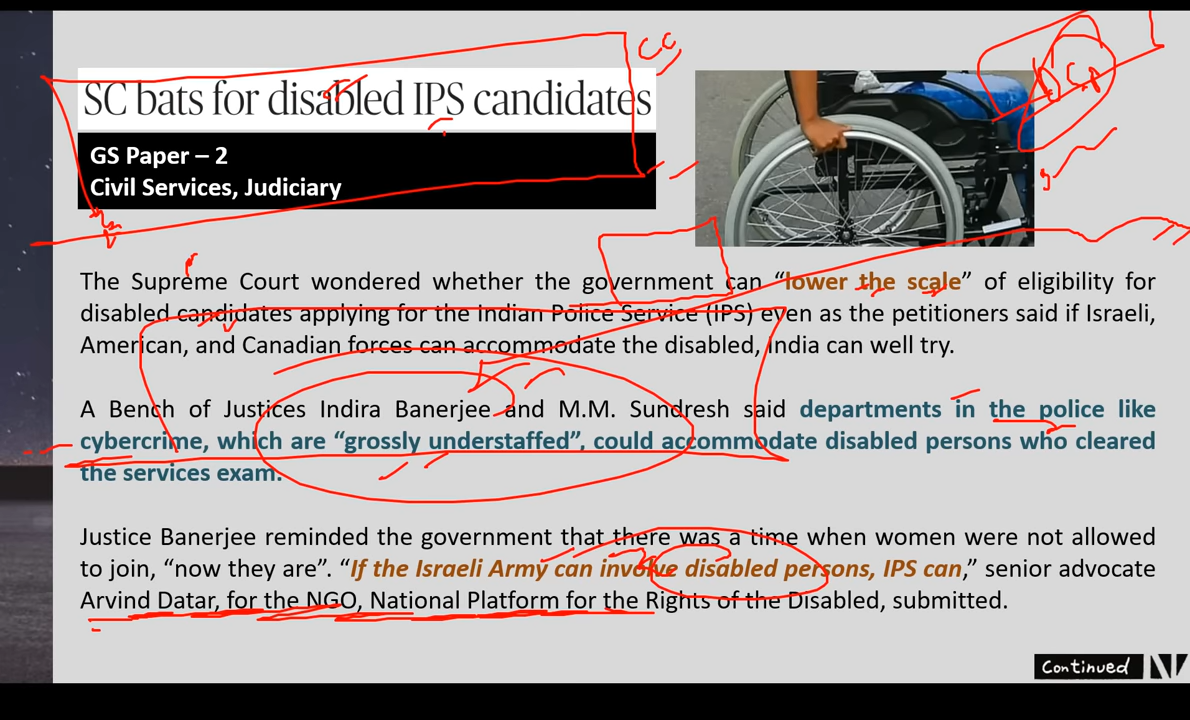 SC bats for disabled IPS candidates
GS Paper – 2
Civil Services, Judiciary
The Supreme Court wondered whether the government can “lower the scale” of eligibility for
disabled candidates applying for the Indian Police Service (IPS) even as the petitioners said if Israeli,
American, and Canadian forces can accommodate the disabled, India can well try.
A Bench of Justices Indira Banerjee and M.M. Sundresh said departments in the police like
cybercrime, which are “grossly understaffed”, could accommodate disabled persons who cleared
the services exam.
Justice Banerjee reminded the government that there was a time when women were not allowed
to join, “now they are”. “If the Israeli Army can involve disabled persons, IPS can,” senior advocate
Arvind Datar, for the NGO, National Platform for the Rights of the Disabled, submitted.
Continued